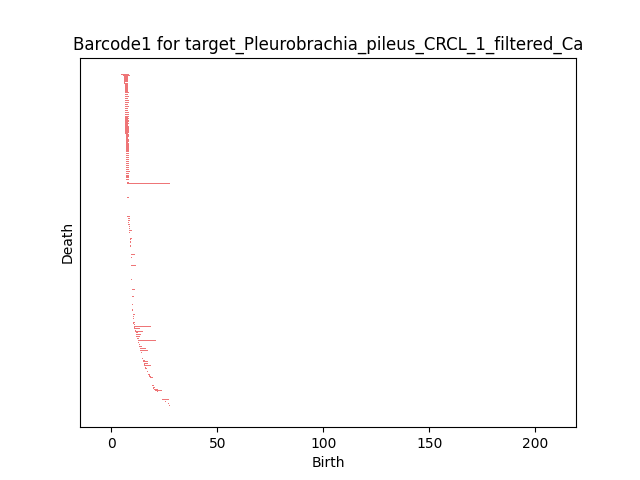 Barcode1 for target_Pleurobrachia_pileus_CRCL_1_filtered_Ca
Death
0
50
100
150
200
Birth